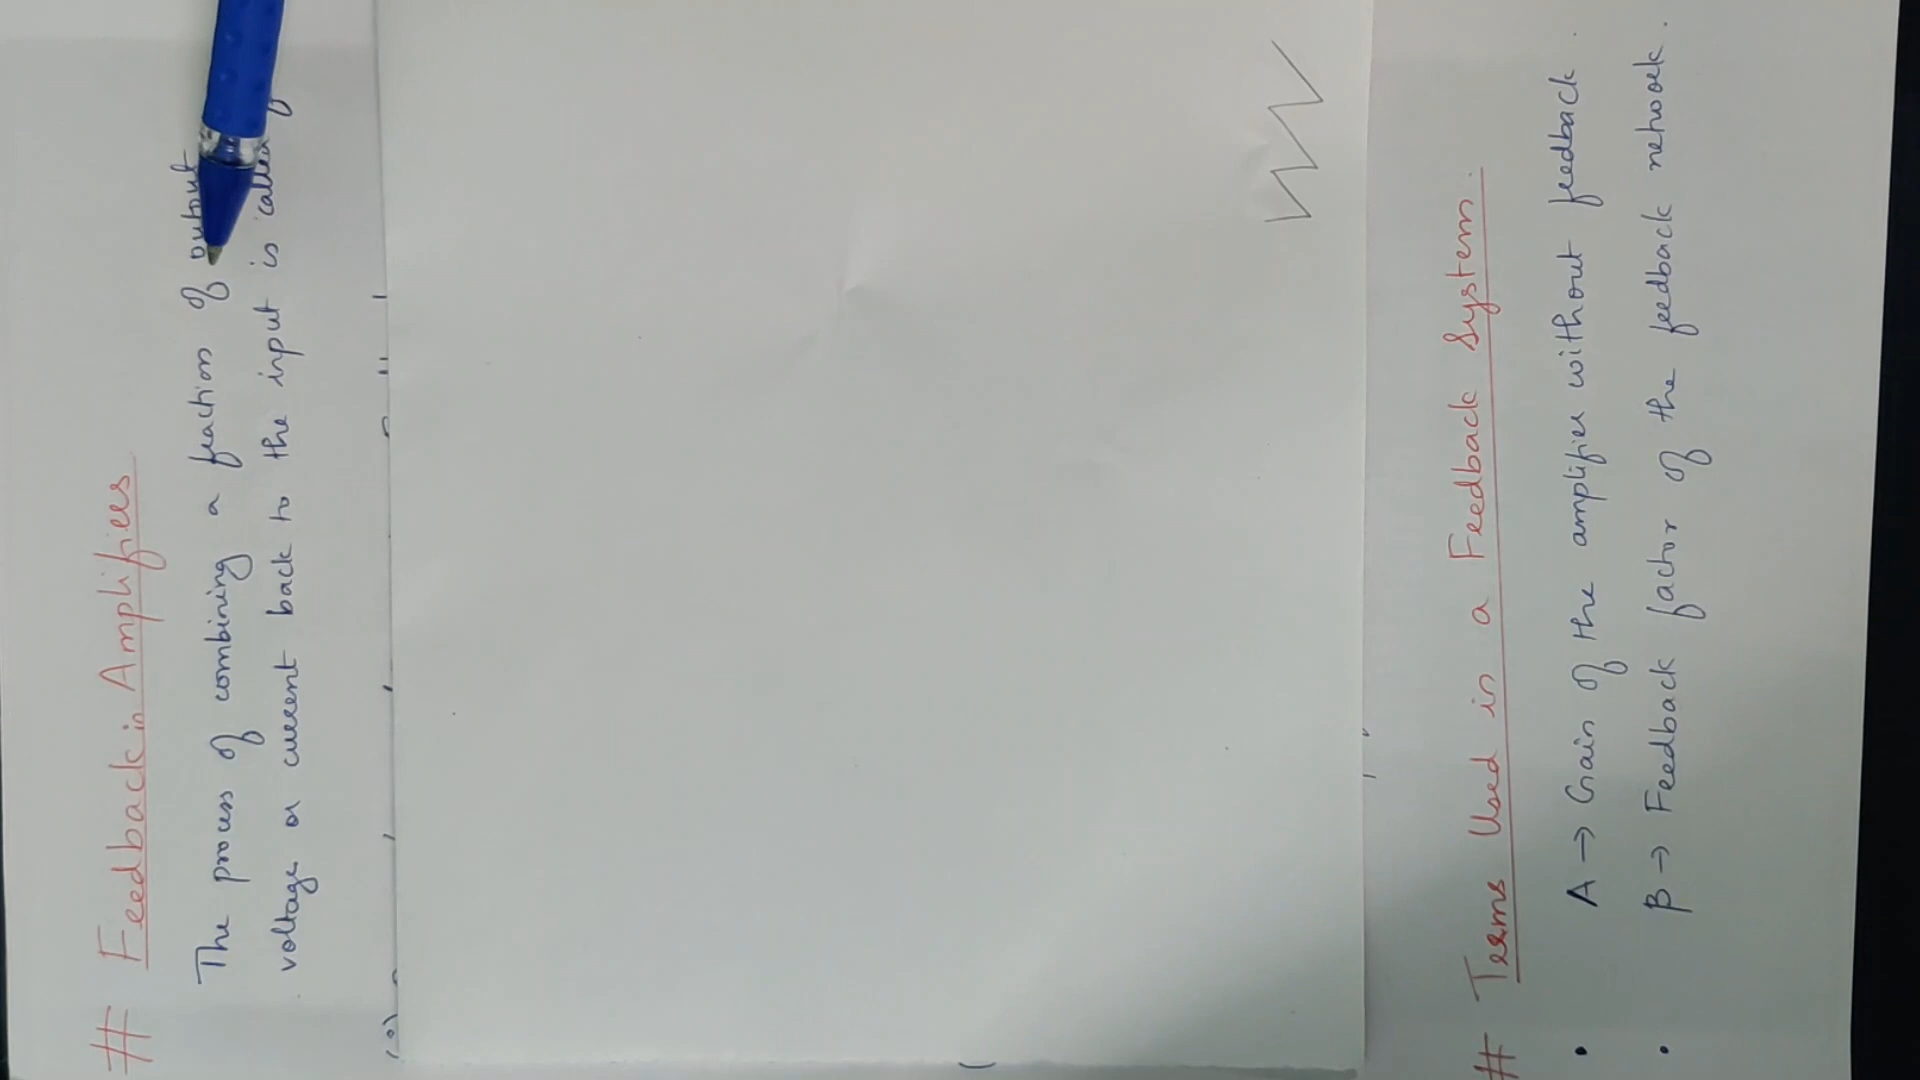 # Feedback in Amplifiers
The process of combining a fraction of output
voltage or current back to the input is called
# Terms Used in a Feedback System.
• A → Gain of the amplifier without feedback.
• β → Feedback factor of the feedback network.